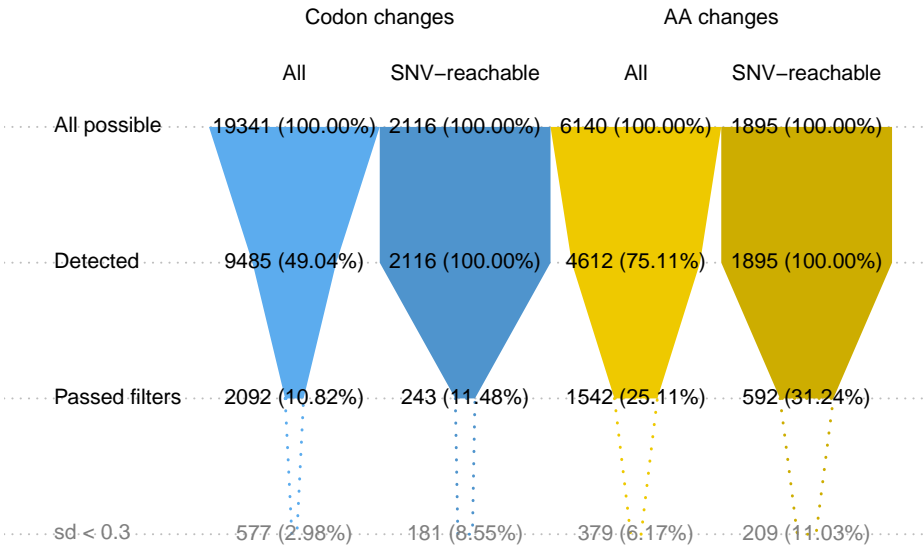 Codon changes AA changes
All SNV−reachable All SNV−reachable
All possible 19341 (100.00%) 2116 (100.00%) 6140 (100.00%) 1895 (100.00%)
Detected 9485 (49.04%) 2116 (100.00%) 4612 (75.11%) 1895 (100.00%)
Passed filters 2092 (10.82%) 243 (11.48%) 1542 (25.11%) 592 (31.24%)
sd < 0.3 577 (2.98%) 181 (8.55%) 379 (6.17%) 209 (11.03%)